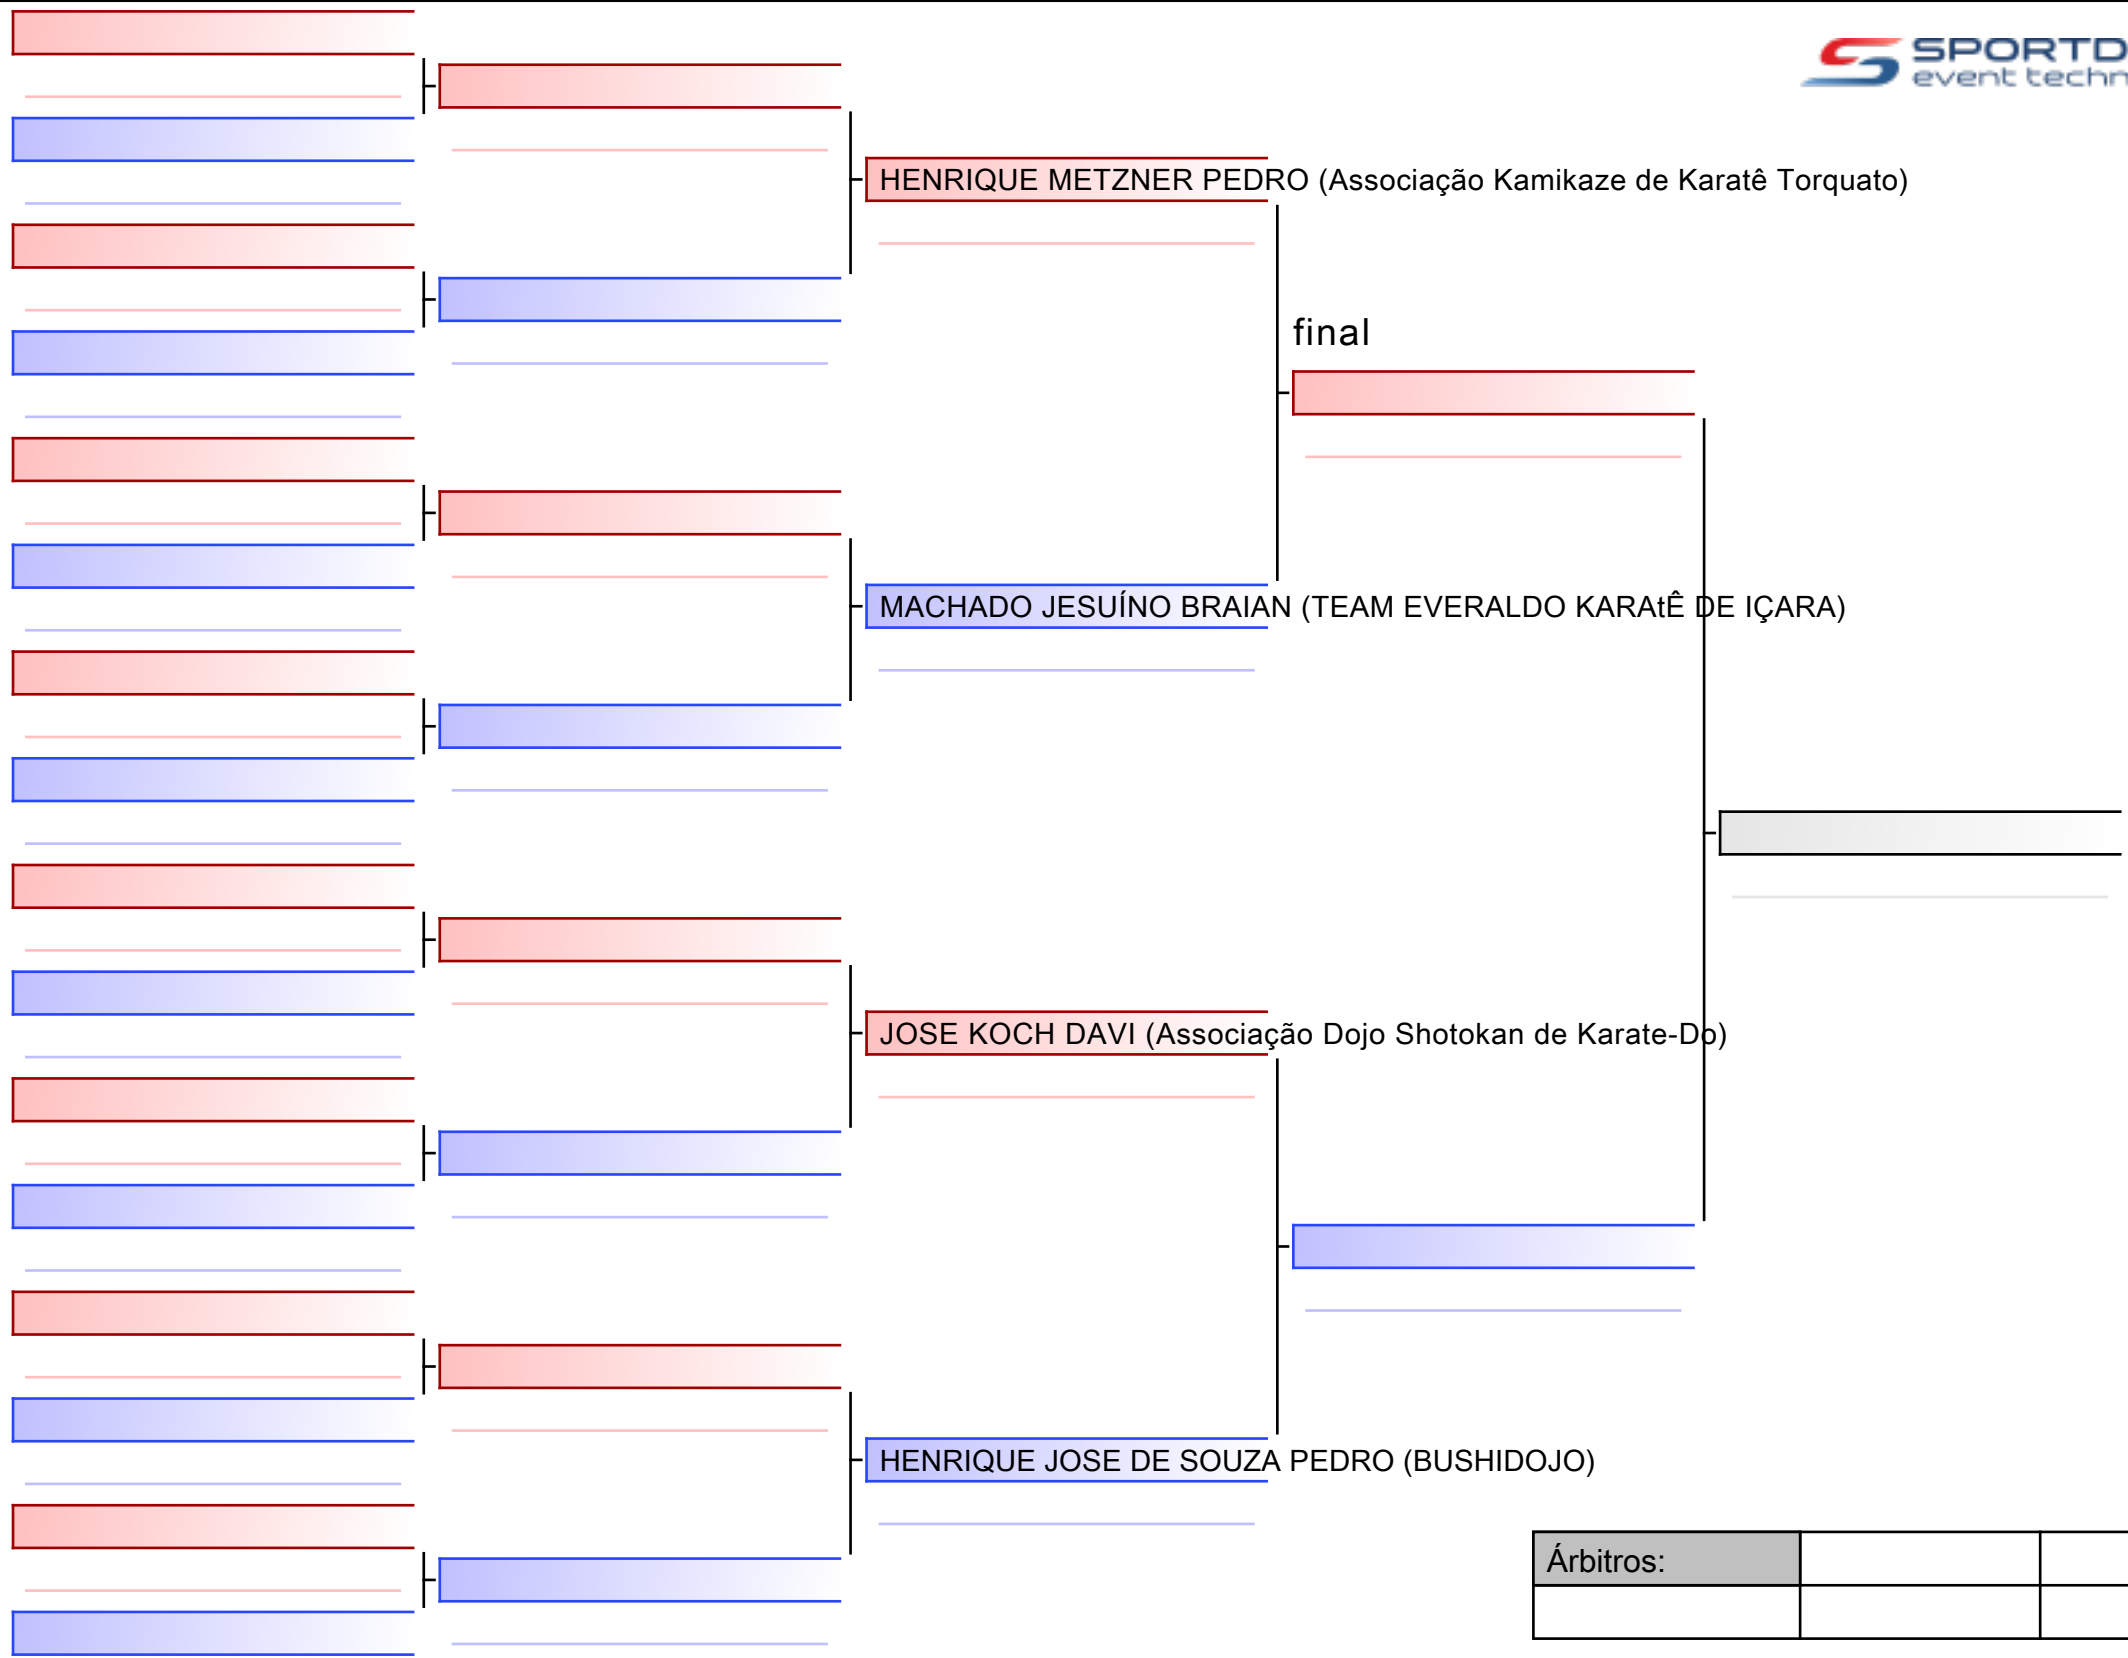 SPORTD
event techn
HENRIQUE METZNER PEDRO (Associação Kamikaze de Karatê Torquato)
final
MACHADO JESUÍNO BRAIAN (TEAM EVERALDO KARAtÊ DE IÇARA)
JOSE KOCH DAVI (Associação Dojo Shotokan de Karate-Do)
HENRIQUE JOSE DE SOUZA PEDRO (BUSHIDOJO)
Árbitros: